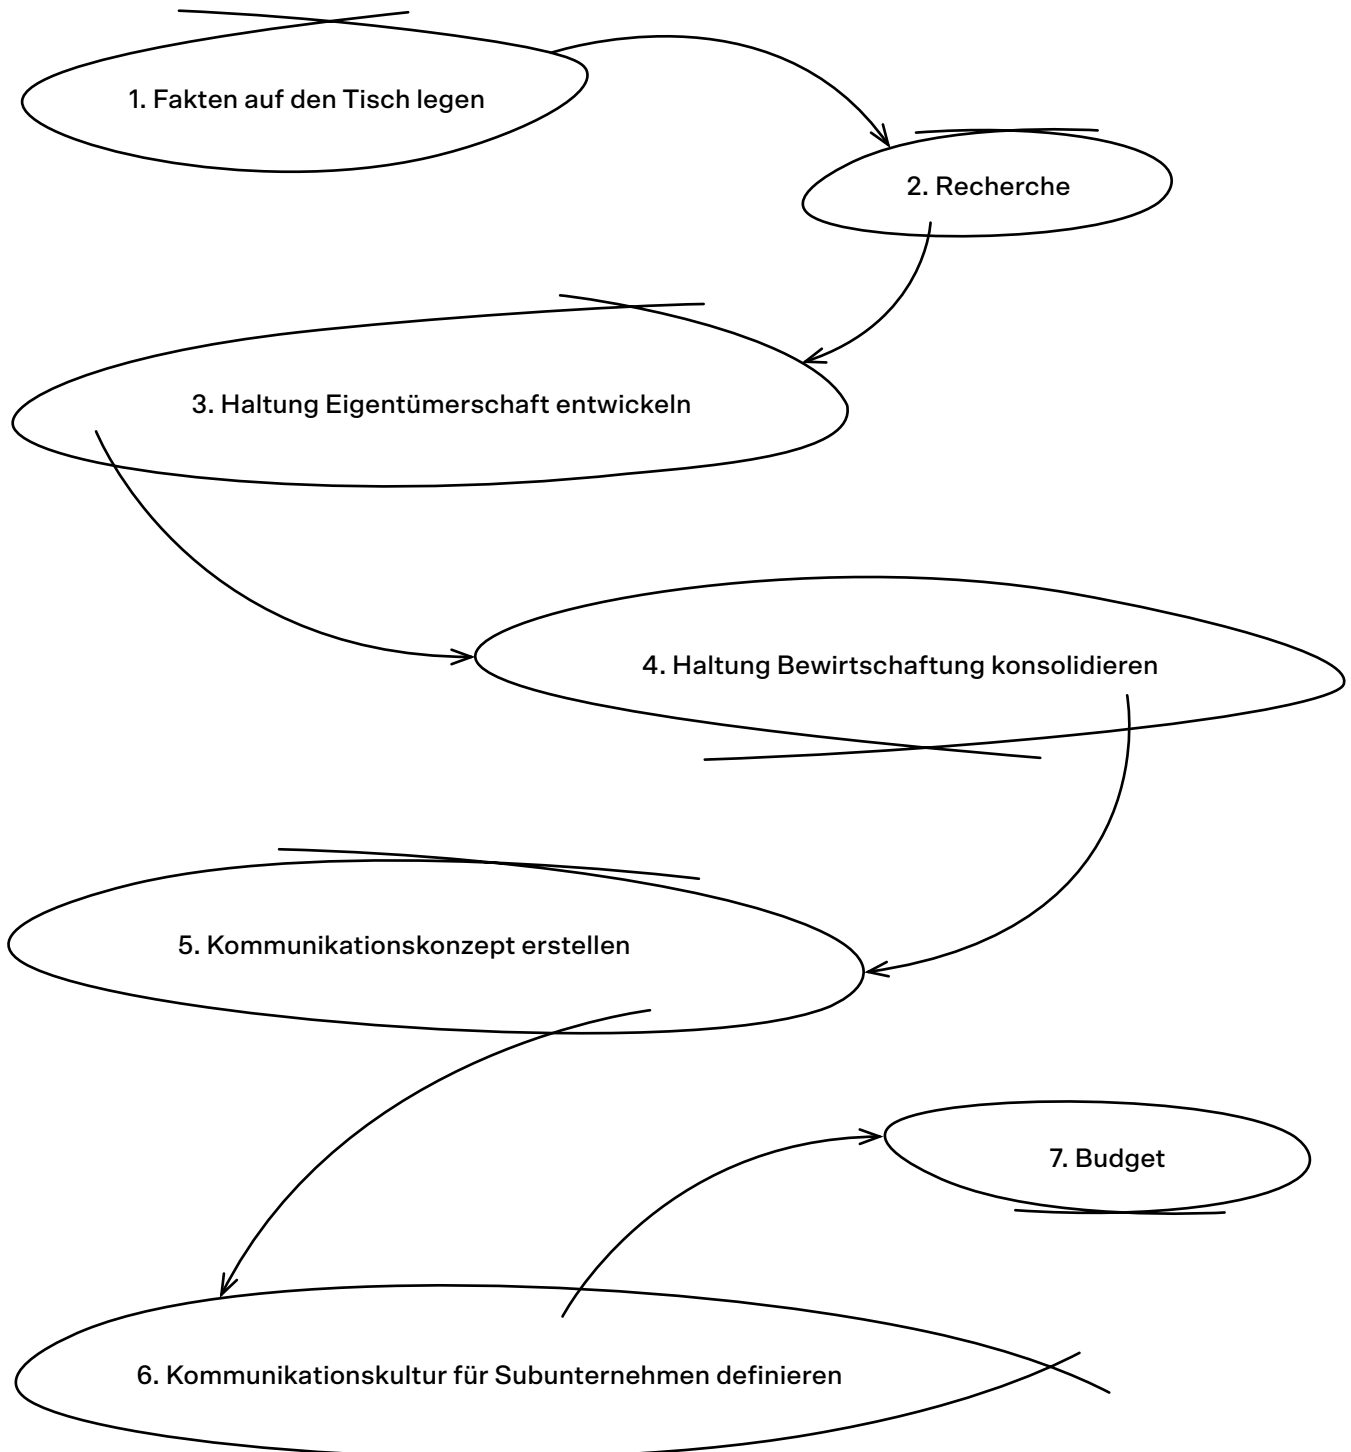 1. Fakten auf den Tisch legen
2. Recherche
3. Haltung Eigentümerschaft entwickeln
4. Haltung Bewirtschaftung konsolidieren
5. Kommunikationskonzept erstellen
7. Budget
6. Kommunikationskultur für Subunternehmen definieren